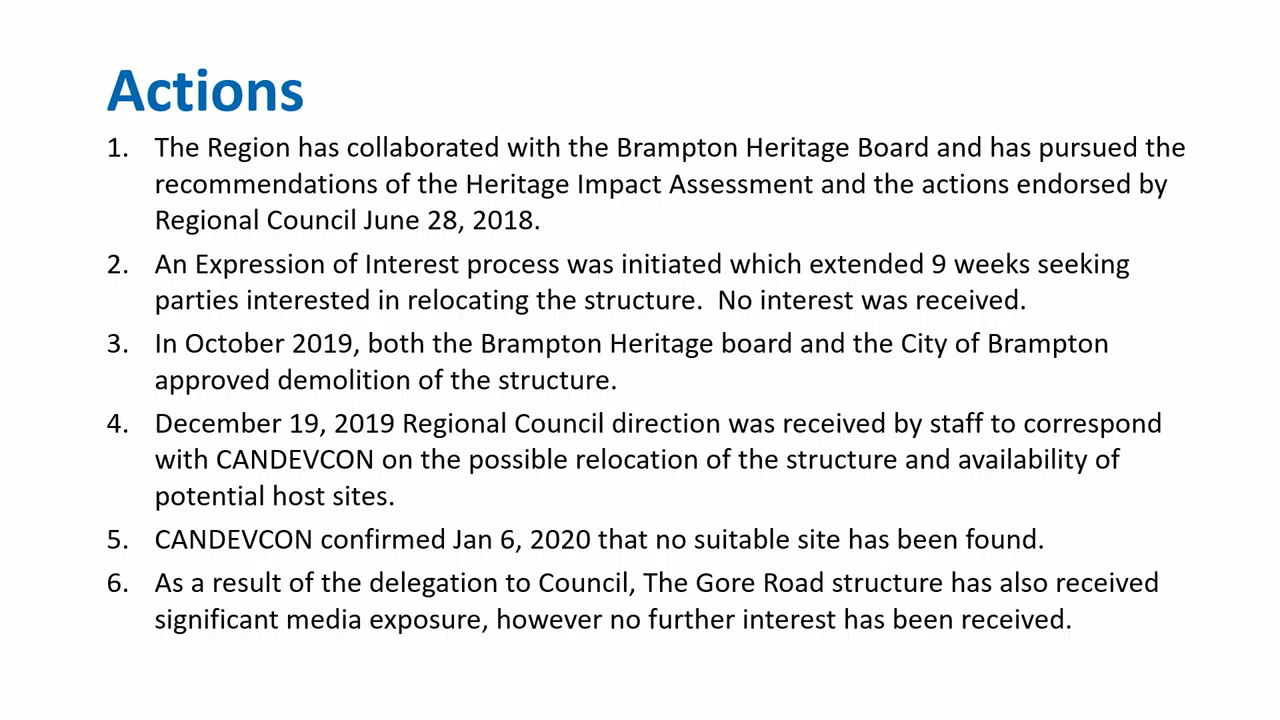 Actions
1. The Region has collaborated with the Brampton Heritage Board and has pursued the
recommendations of the Heritage Impact Assessment and the actions endorsed by
Regional Council June 28, 2018.
2. An Expression of Interest process was initiated which extended 9 weeks seeking
parties interested in relocating the structure.  No interest was received.
3. In October 2019, both the Brampton Heritage board and the City of Brampton
approved demolition of the structure.
4. December 19, 2019 Regional Council direction was received by staff to correspond
with CANDEVCON on the possible relocation of the structure and availability of
potential host sites.
5. CANDEVCON confirmed Jan 6, 2020 that no suitable site has been found.
6. As a result of the delegation to Council, The Gore Road structure has also received
significant media exposure, however no further interest has been received.